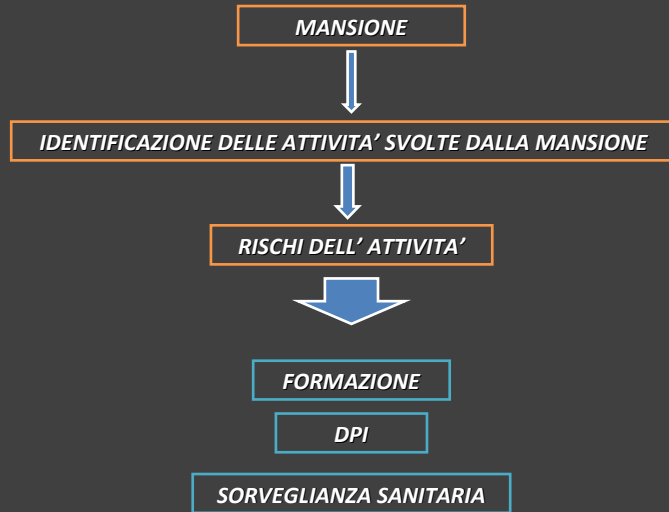 MANSIONE
IDENTIFICAZIONE DELLE ATTIVITA’ SVOLTE DALLA MANSIONE
RISCHI DELL’ ATTIVITA’
FORMAZIONE
DPI
SORVEGLIANZA SANITARIA